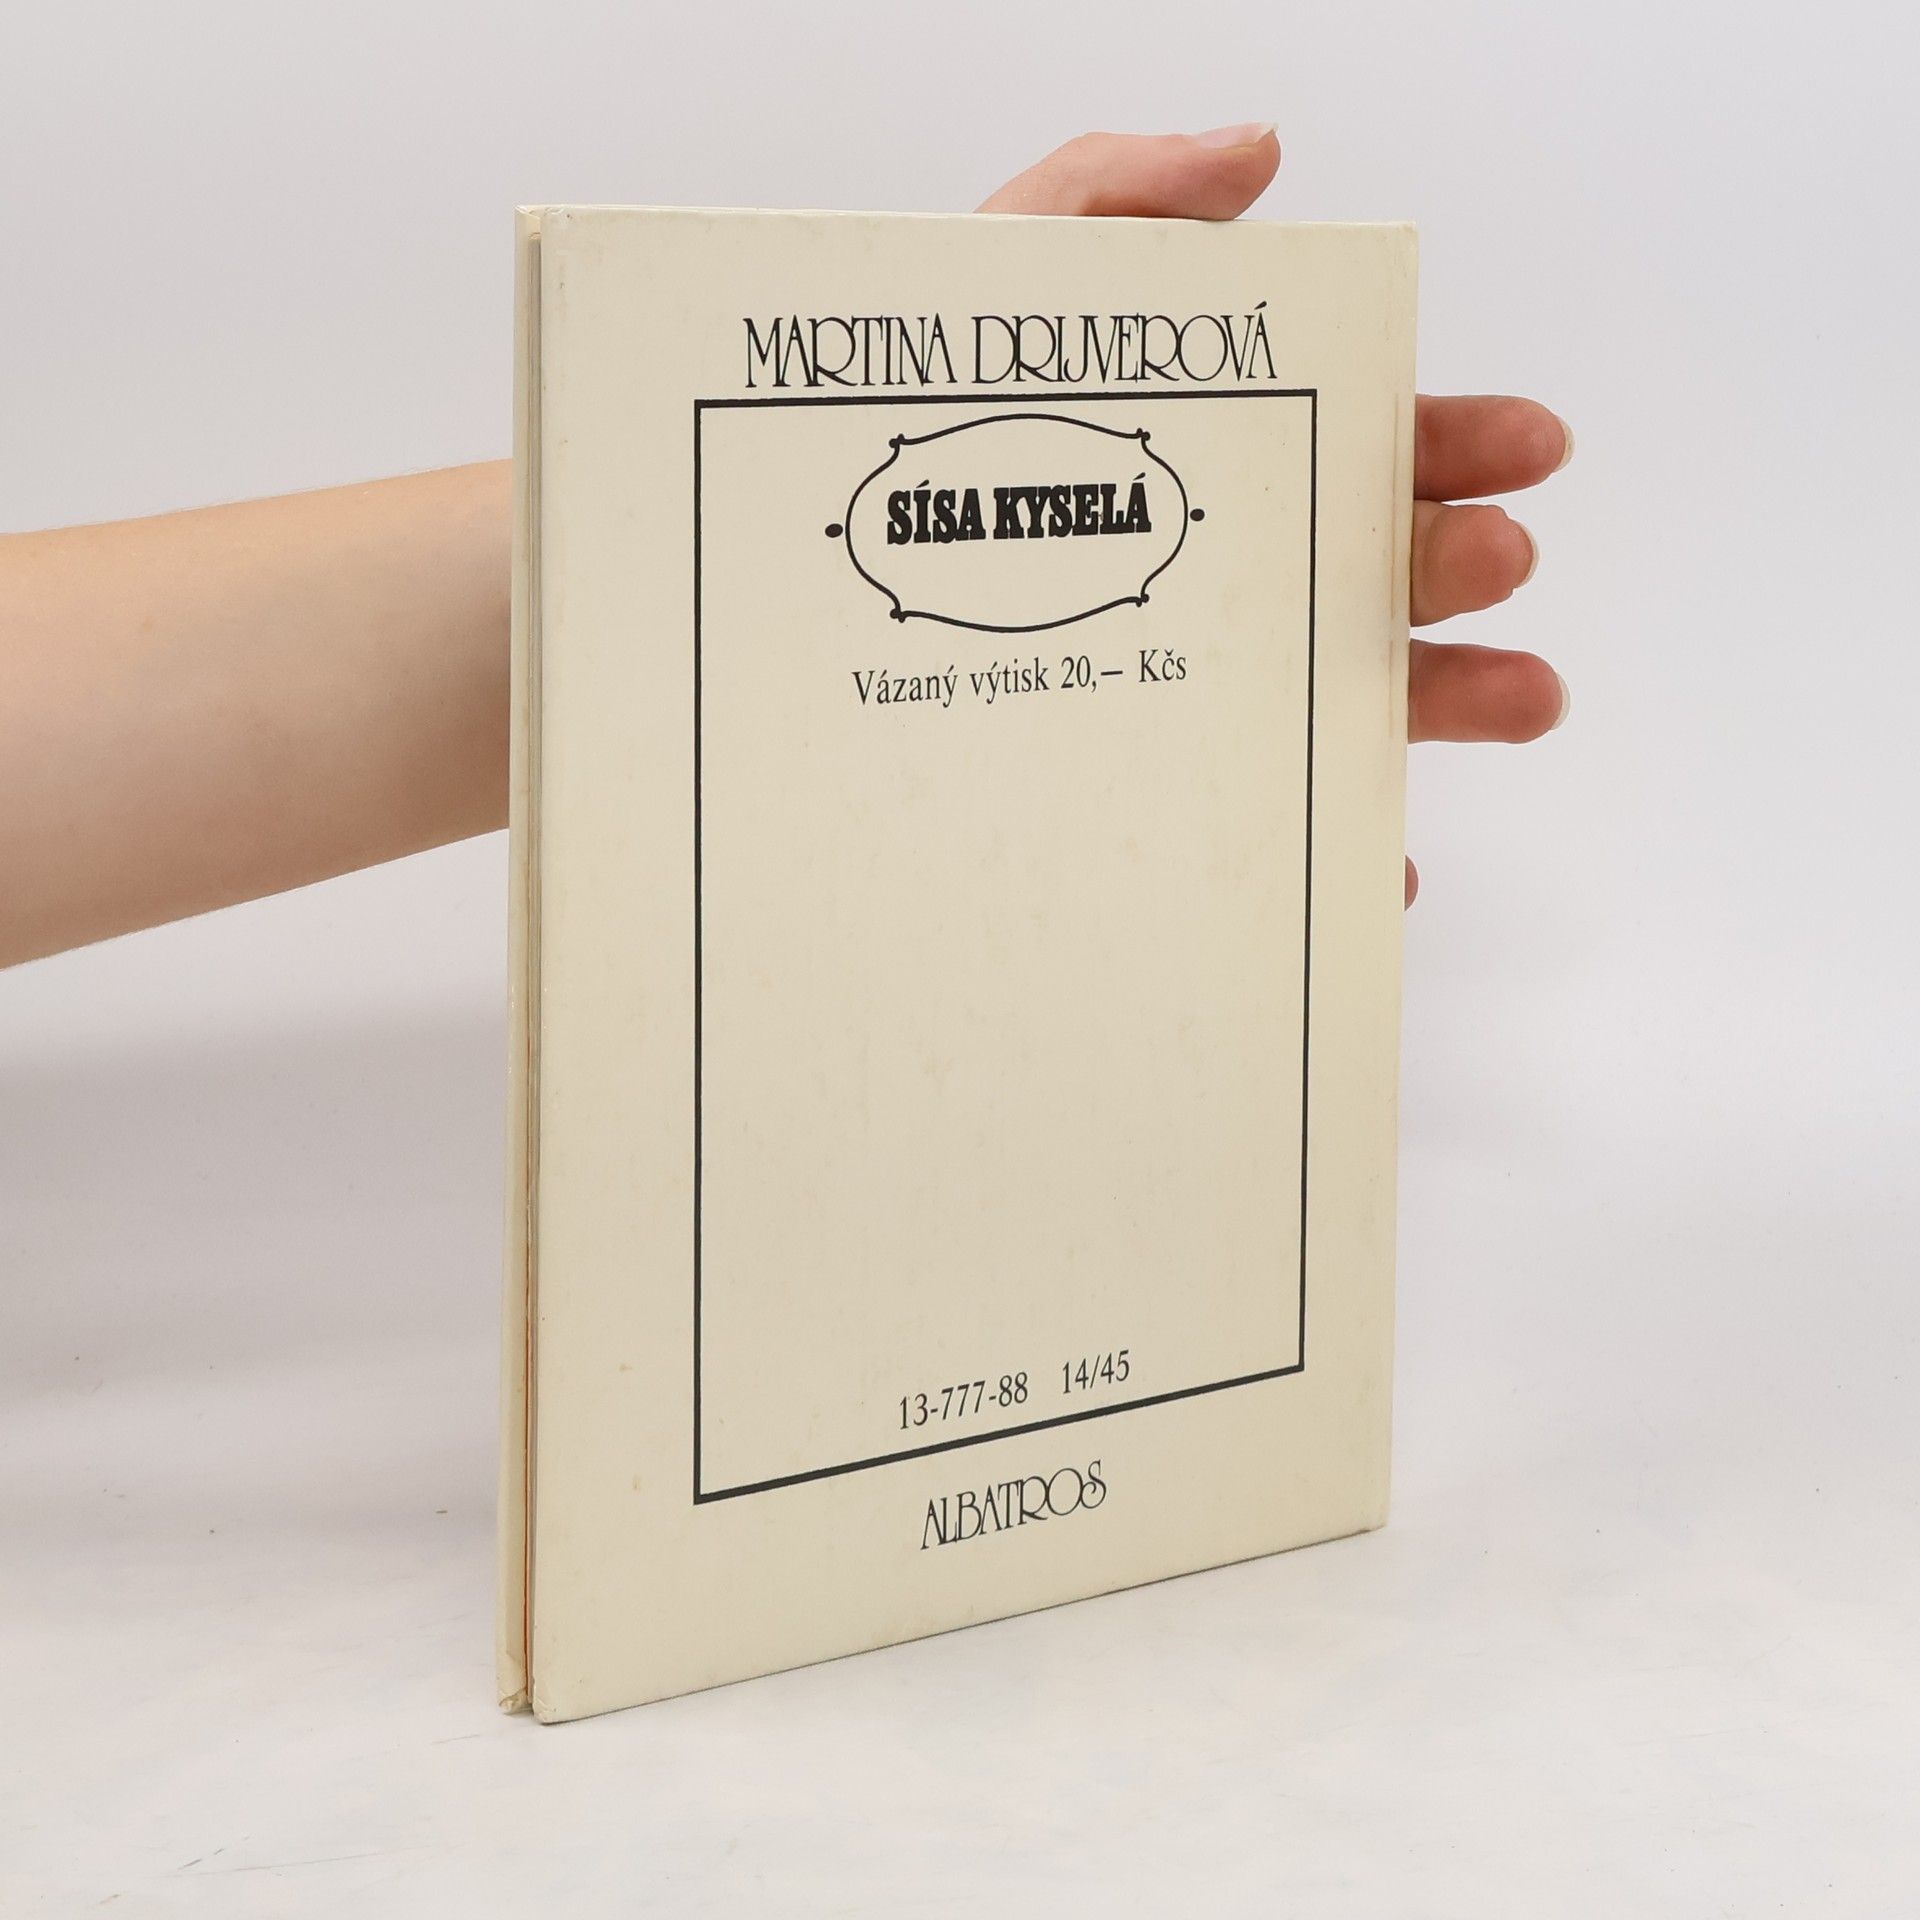 MARTINA DRIJVEROVÁ
SÍSA KYSELÁ
Vázaný výtisk 20,— Kčs
13-777-88 14/45
ALBATROS